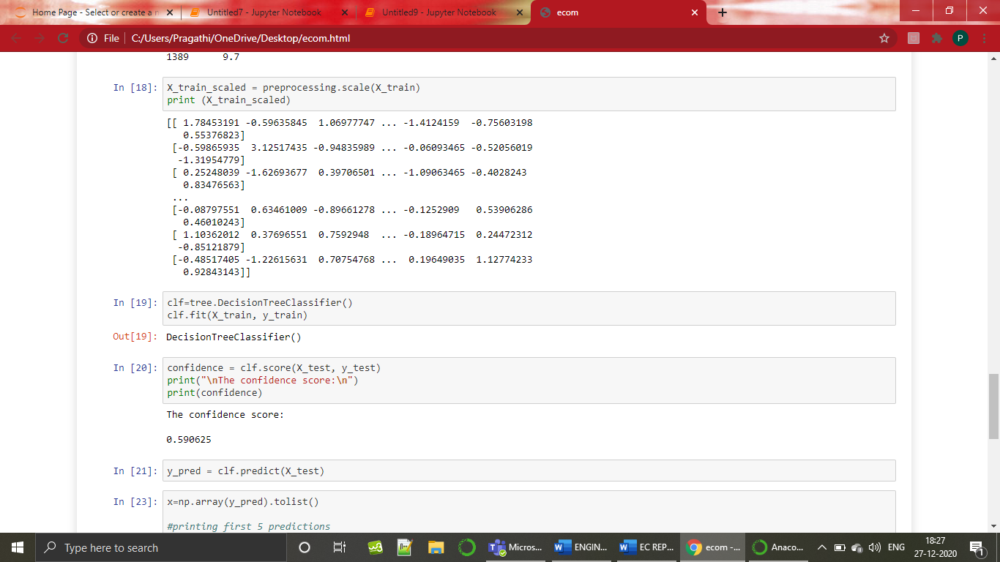 Home Page - Select or create a n
Untitled7 - Jupyter Notebook
Untitled9 - Jupyter Notebook
ecom
File C:/Users/Pragathi/OneDrive/Desktop/ecom.html
P
1389 9.7
In [18]: X_train_scaled = preprocessing.scale(X_train)
print (X_train_scaled)
[[ 1.78453191 -0.59635845 1.06977747 ... -1.4124159 -0.75603198
0.55376823]
[-0.59865935 3.12517435 -0.94835989 ... -0.06093465 -0.52056019
-1.31954779]
[ 0.25248039 -1.62693677 0.39706501 ... -1.09063465 -0.4028243
0.83476563]
...
[-0.08797551 0.63461009 -0.89661278 ... -0.1252909 0.53906286
0.46010243]
[ 1.10362012 0.37696551 0.7592948 ... -0.18964715 0.24472312
-0.85121879]
[-0.48517405 -1.22615631 0.70754768 ... 0.19649035 1.12774233
0.92843143]]
In [19]: clf=tree.DecisionTreeClassifier()
clf.fit(X_train, y_train)
Out[19]: DecisionTreeClassifier()
In [20]: confidence = clf.score(X_test, y_test)
print("\nThe confidence score:\n")
print(confidence)
The confidence score:
0.590625
In [21]: y_pred = clf.predict(X_test)
In [23]: x=np.array(y_pred).tolist()
#printing first 5 predictions
Type here to search
Micros...
ENGIN...
EC REP...
ecom -...
Anaco...
ENG
18:27
27-12-2020
1